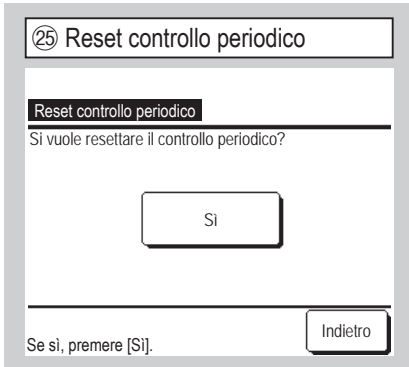 ㉕ Reset controllo periodico
Reset controllo periodico
Si vuole resettare il controllo periodico?
Sì
Indietro
Se sì, premere [Sì].